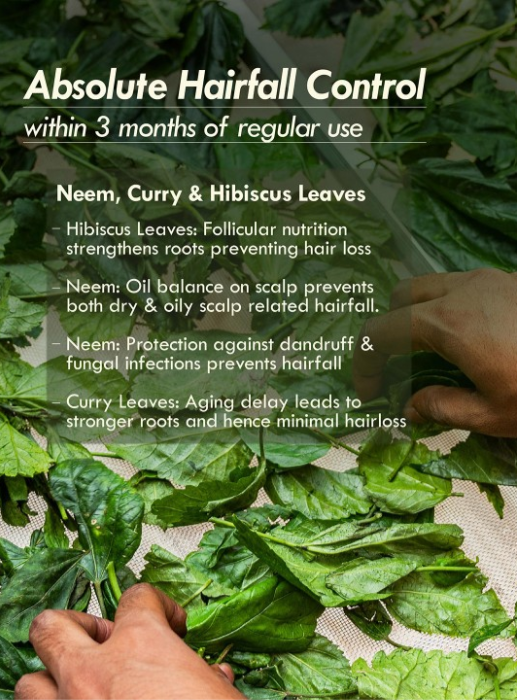 Absolute Hairfall Control
within 3 months of regular use
Neem, Curry & Hibiscus Leaves
– Hibiscus Leaves: Follicular nutrition
strengthens roots preventing hair loss
– Neem: Oil balance on scalp prevents
both dry & oily scalp related hairfall.
– Neem: Protection against dandruff &
fungal infections prevents hairfall
– Curry Leaves: Aging delay leads to
stronger roots and hence minimal hairloss